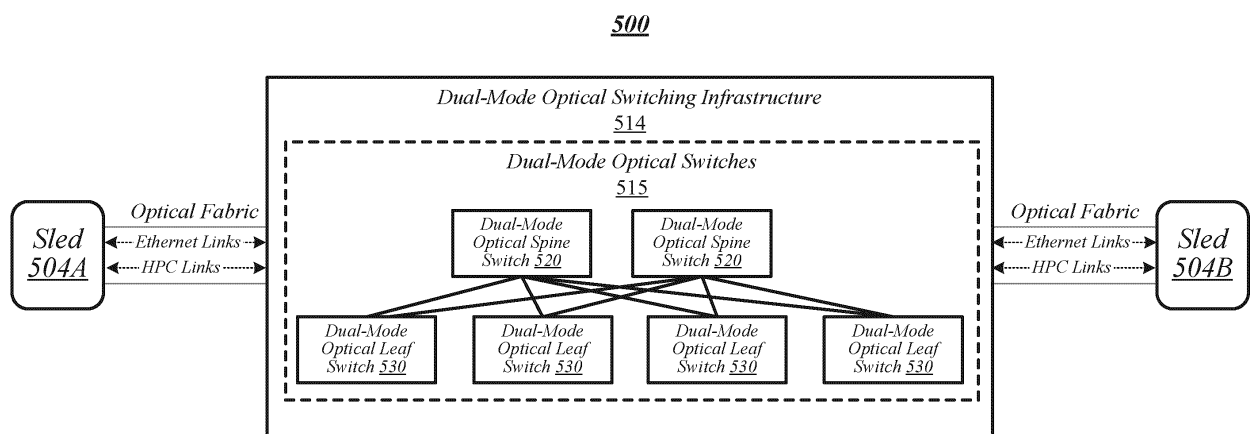 500
Dual-Mode Optical Switching Infrastructure
514
Dual-Mode Optical Switches
515
Sled
504A
Optical Fabric
Ethernet Links
HPC Links
Dual-Mode
Optical Spine
Switch 520
Dual-Mode
Optical Spine
Switch 520
Dual-Mode
Optical Leaf
Switch 530
Dual-Mode
Optical Leaf
Switch 530
Dual-Mode
Optical Leaf
Switch 530
Dual-Mode
Optical Leaf
Switch 530
Optical Fabric
Ethernet Links
HPC Links
Sled
504B